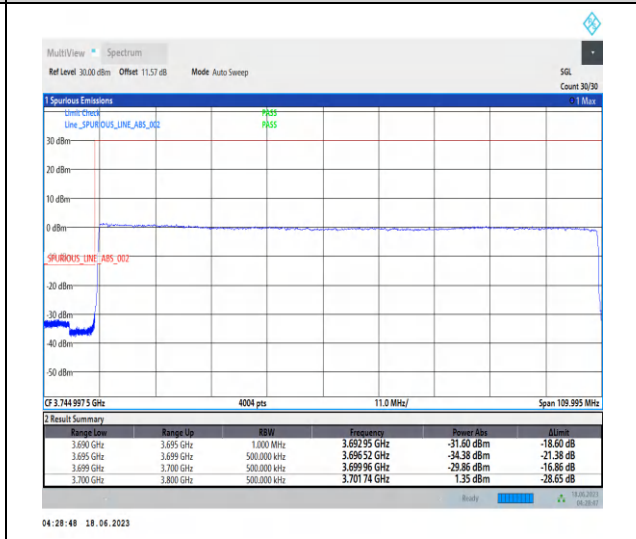 MultiView Spectrum
Ref Level 30.00 dBm Offset 11.57 dB Mode Auto Sweep SGL
Count 30/30
1 Spurious Emissions 1 Max
Limit Check PASS
Line _SPURIOUS_LINE_ABS_002 PASS
30 dBm
20 dBm
10 dBm
0 dBm
_SPURIOUS_LINE_ABS_002
-20 dBm
-30 dBm
-40 dBm
-50 dBm
CF 3.744 997 5 GHz 4004 pts 11.0 MHz/ Span 109.995 MHz
2 Result Summary
Range Low Range Up RBW Frequency Power Abs ΔLimit
3.690 GHz 3.695 GHz 1.000 MHz 3.692 95 GHz -31.60 dBm -18.60 dB
3.695 GHz 3.699 GHz 500.000 kHz 3.696 52 GHz -34.38 dBm -21.38 dB
3.699 GHz 3.700 GHz 500.000 kHz 3.699 96 GHz -29.86 dBm -16.86 dB
3.700 GHz 3.800 GHz 500.000 kHz 3.701 74 GHz 1.35 dBm -28.65 dB
Ready 18.06.2023
04:28:47
04:28:48 18.06.2023